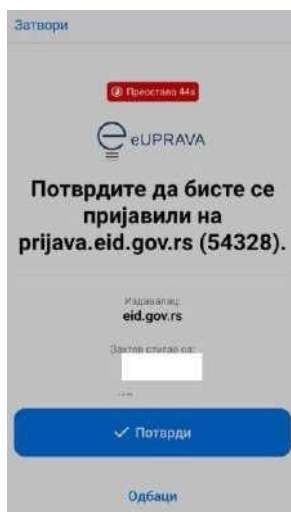 Затвори
Преостало 44s
eUPRAVA
Потврдите да бисте се
пријавили на
prijava.eid.gov.rs (54328).
Издавалац:
eid.gov.rs
Захтев стигао од:
Потврди
Одбаци